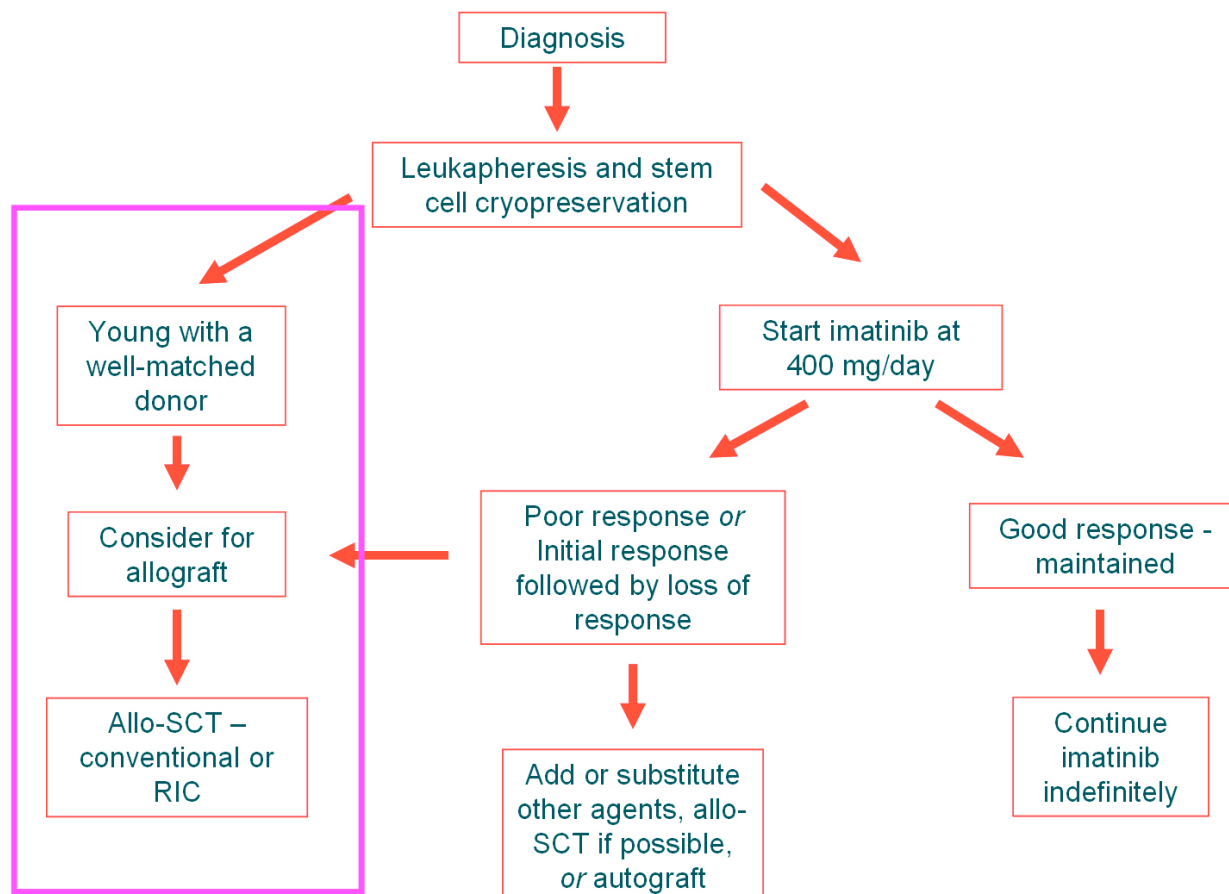 Diagnosis
Leukapheresis and stem
cell cryopreservation
Young with a
well-matched
donor
Start imatinib at
400 mg/day
Consider for
allograft
Poor response or
Initial response
followed by loss of
response
Good response -
maintained
Allo-SCT –
conventional or
RIC
Add or substitute
other agents, allo-
SCT if possible,
or autograft
Continue
imatinib
indefinitely